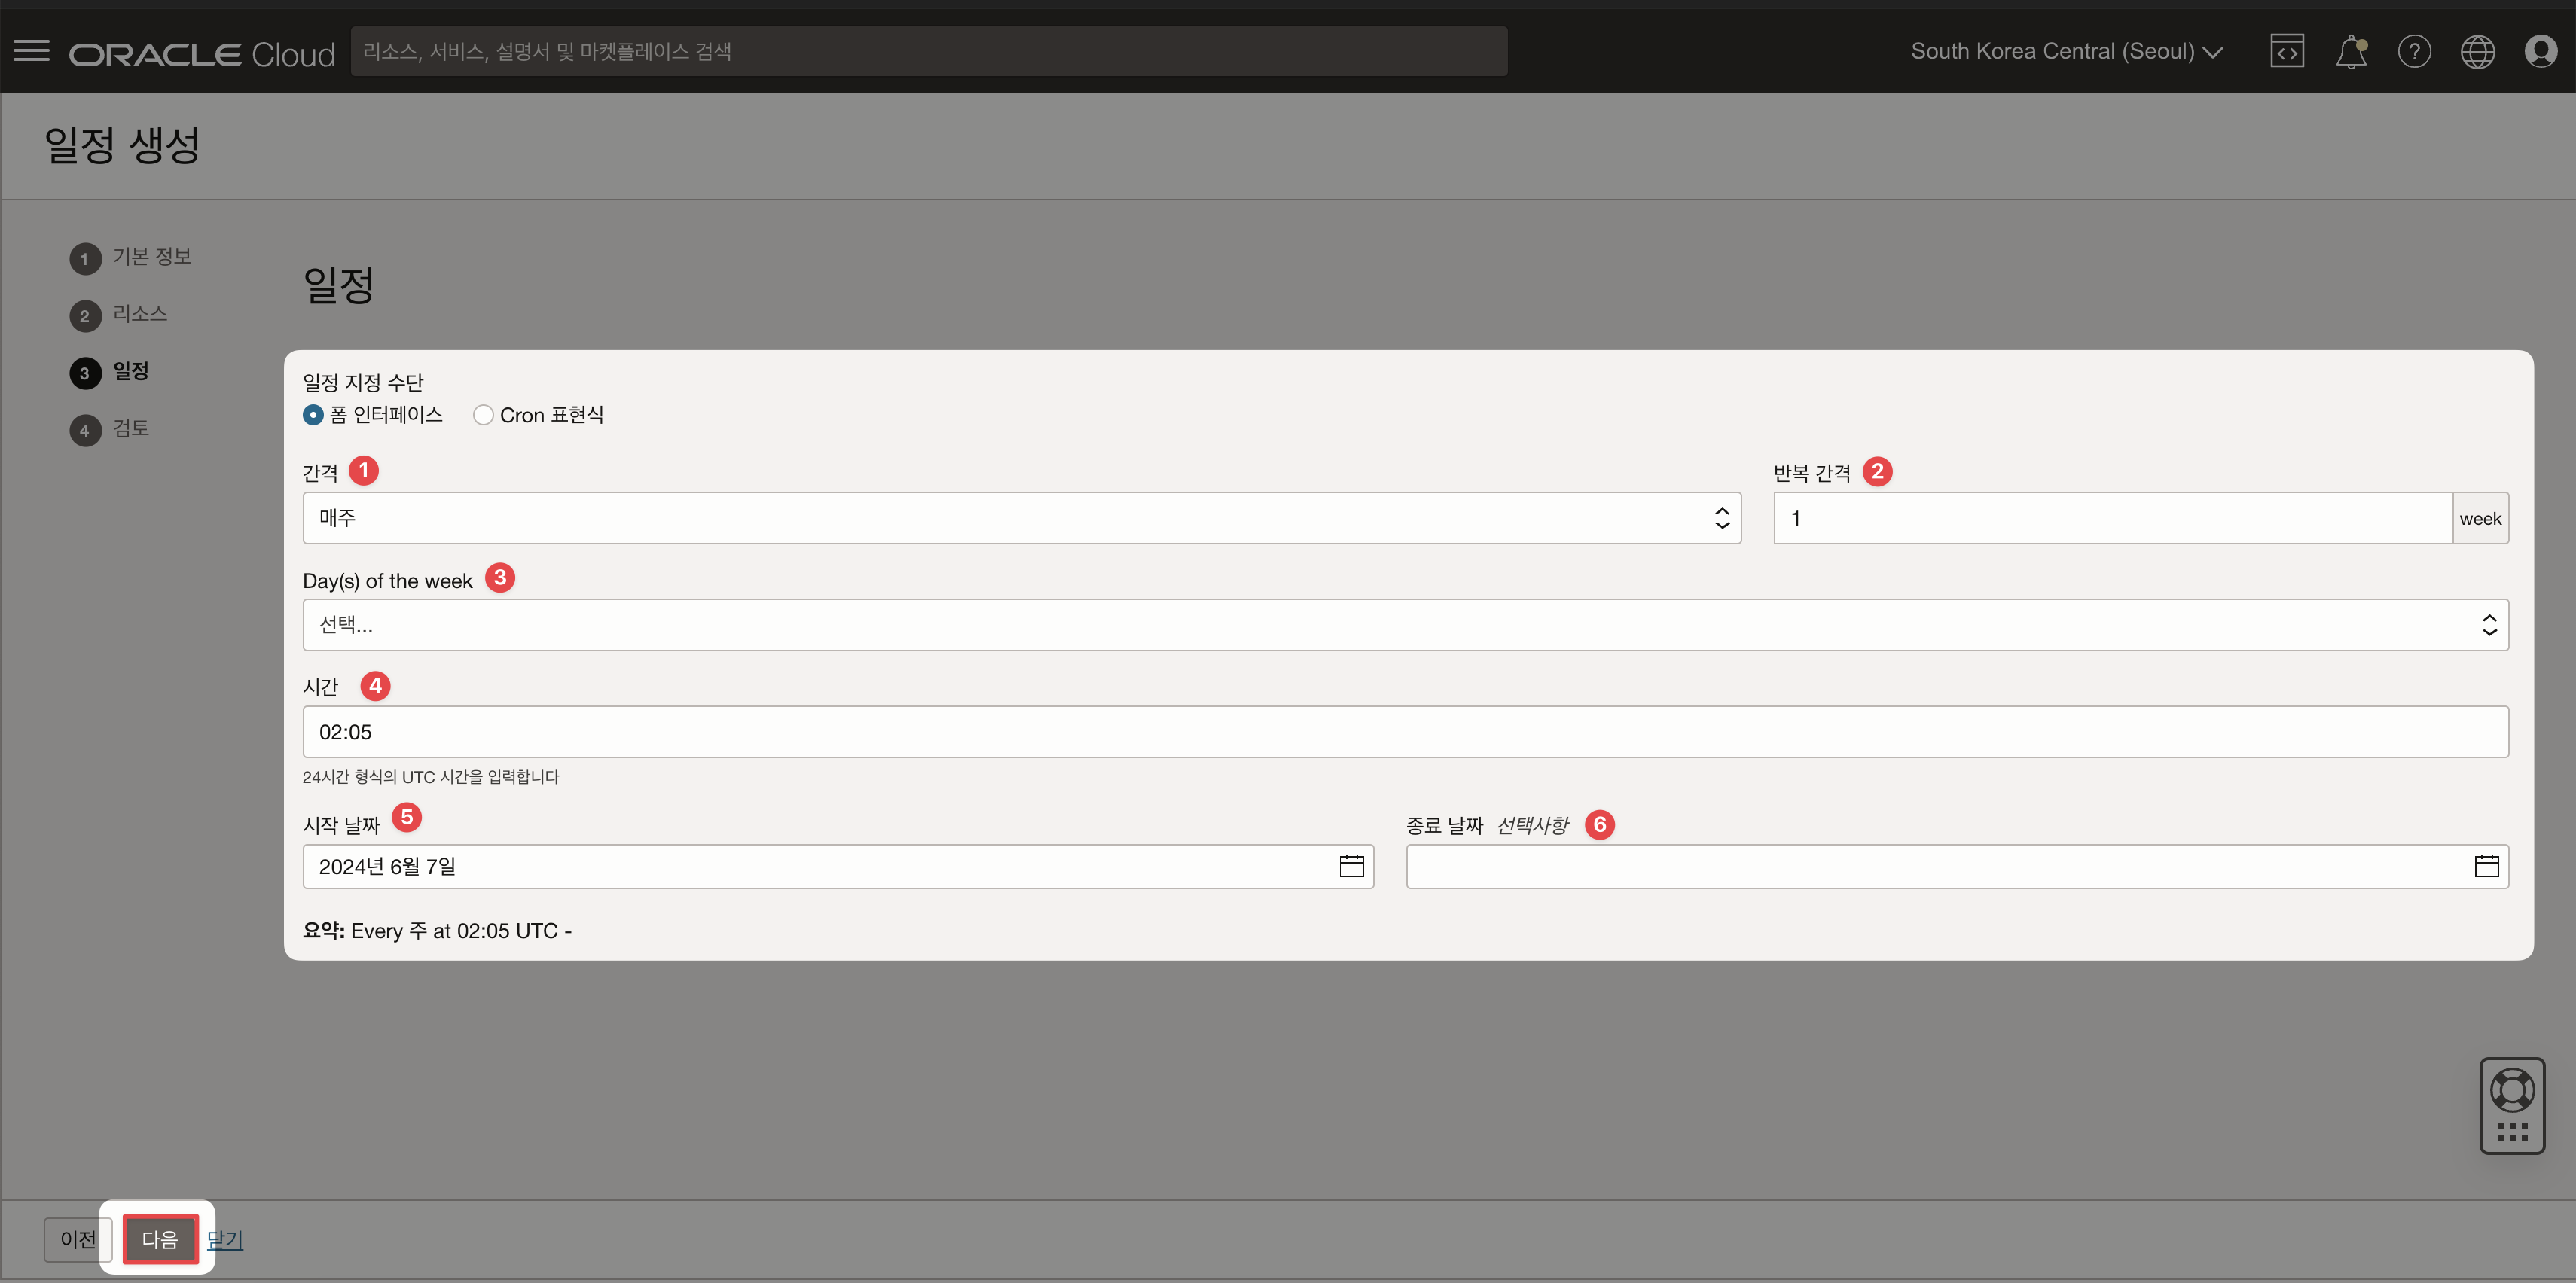 ORACLE Cloud
리소스, 서비스, 설명서 및 마켓플레이스 검색
South Korea Central (Seoul)
일정 생성
1 기본 정보
2 리소스
3 일정
4 검토
일정
일정 지정 수단
폼 인터페이스 Cron 표현식
간격 1
반복 간격 2
매주
1 week
Day(s) of the week 3
선택...
시간 4
02:05
24시간 형식의 UTC 시간을 입력합니다
시작 날짜 5
종료 날짜 선택사항 6
2024년 6월 7일
요약: Every 주 at 02:05 UTC -
이전 다음 닫기